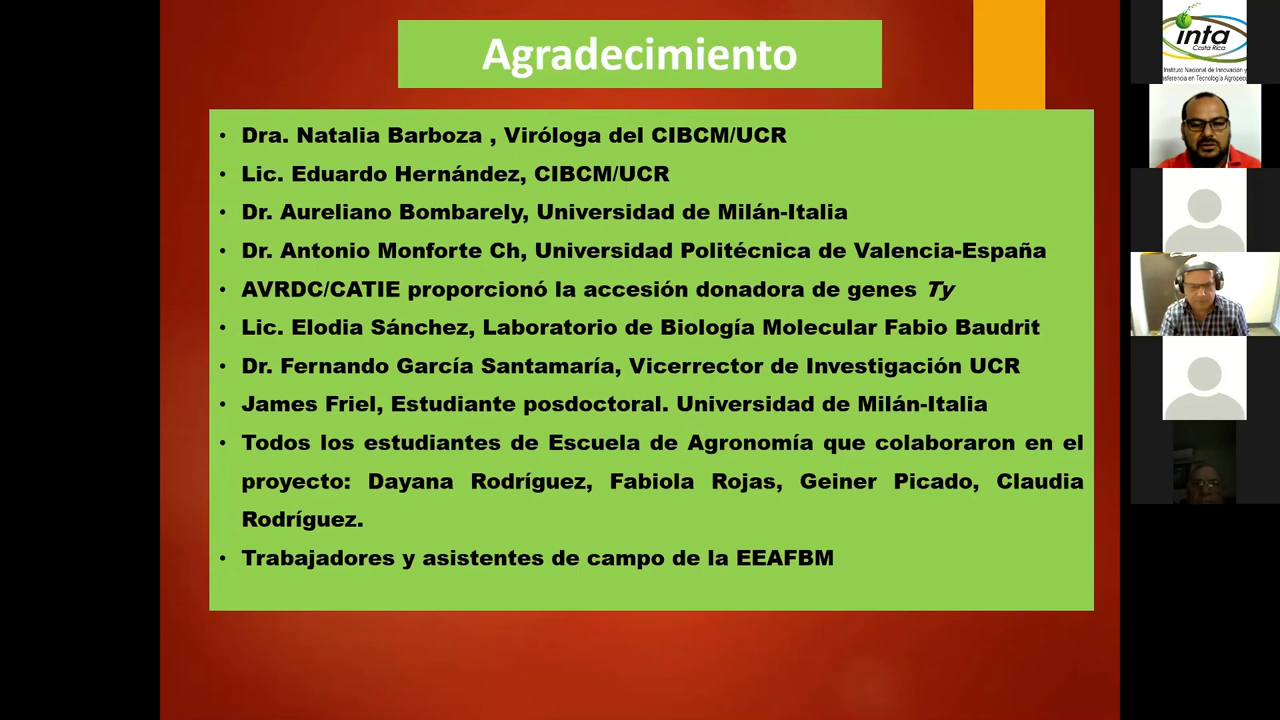 Agradecimiento
• Dra. Natalia Barboza , Viróloga del CIBCM/UCR
• Lic. Eduardo Hernández, CIBCM/UCR
• Dr. Aureliano Bombarely, Universidad de Milán-Italia
• Dr. Antonio Monforte Ch, Universidad Politécnica de Valencia-España
• AVRDC/CATIE proporcionó la accesión donadora de genes Ty
• Lic. Elodia Sánchez, Laboratorio de Biología Molecular Fabio Baudrit
• Dr. Fernando García Santamaría, Vicerrector de Investigación UCR
• James Friel, Estudiante posdoctoral. Universidad de Milán-Italia
• Todos los estudiantes de Escuela de Agronomía que colaboraron en el
proyecto: Dayana Rodríguez, Fabiola Rojas, Geiner Picado, Claudia
Rodríguez.
• Trabajadores y asistentes de campo de la EEAFBM
inta
Costa Rica
Instituto Nacional de Innovación y
sferencia en Tecnología Agropec